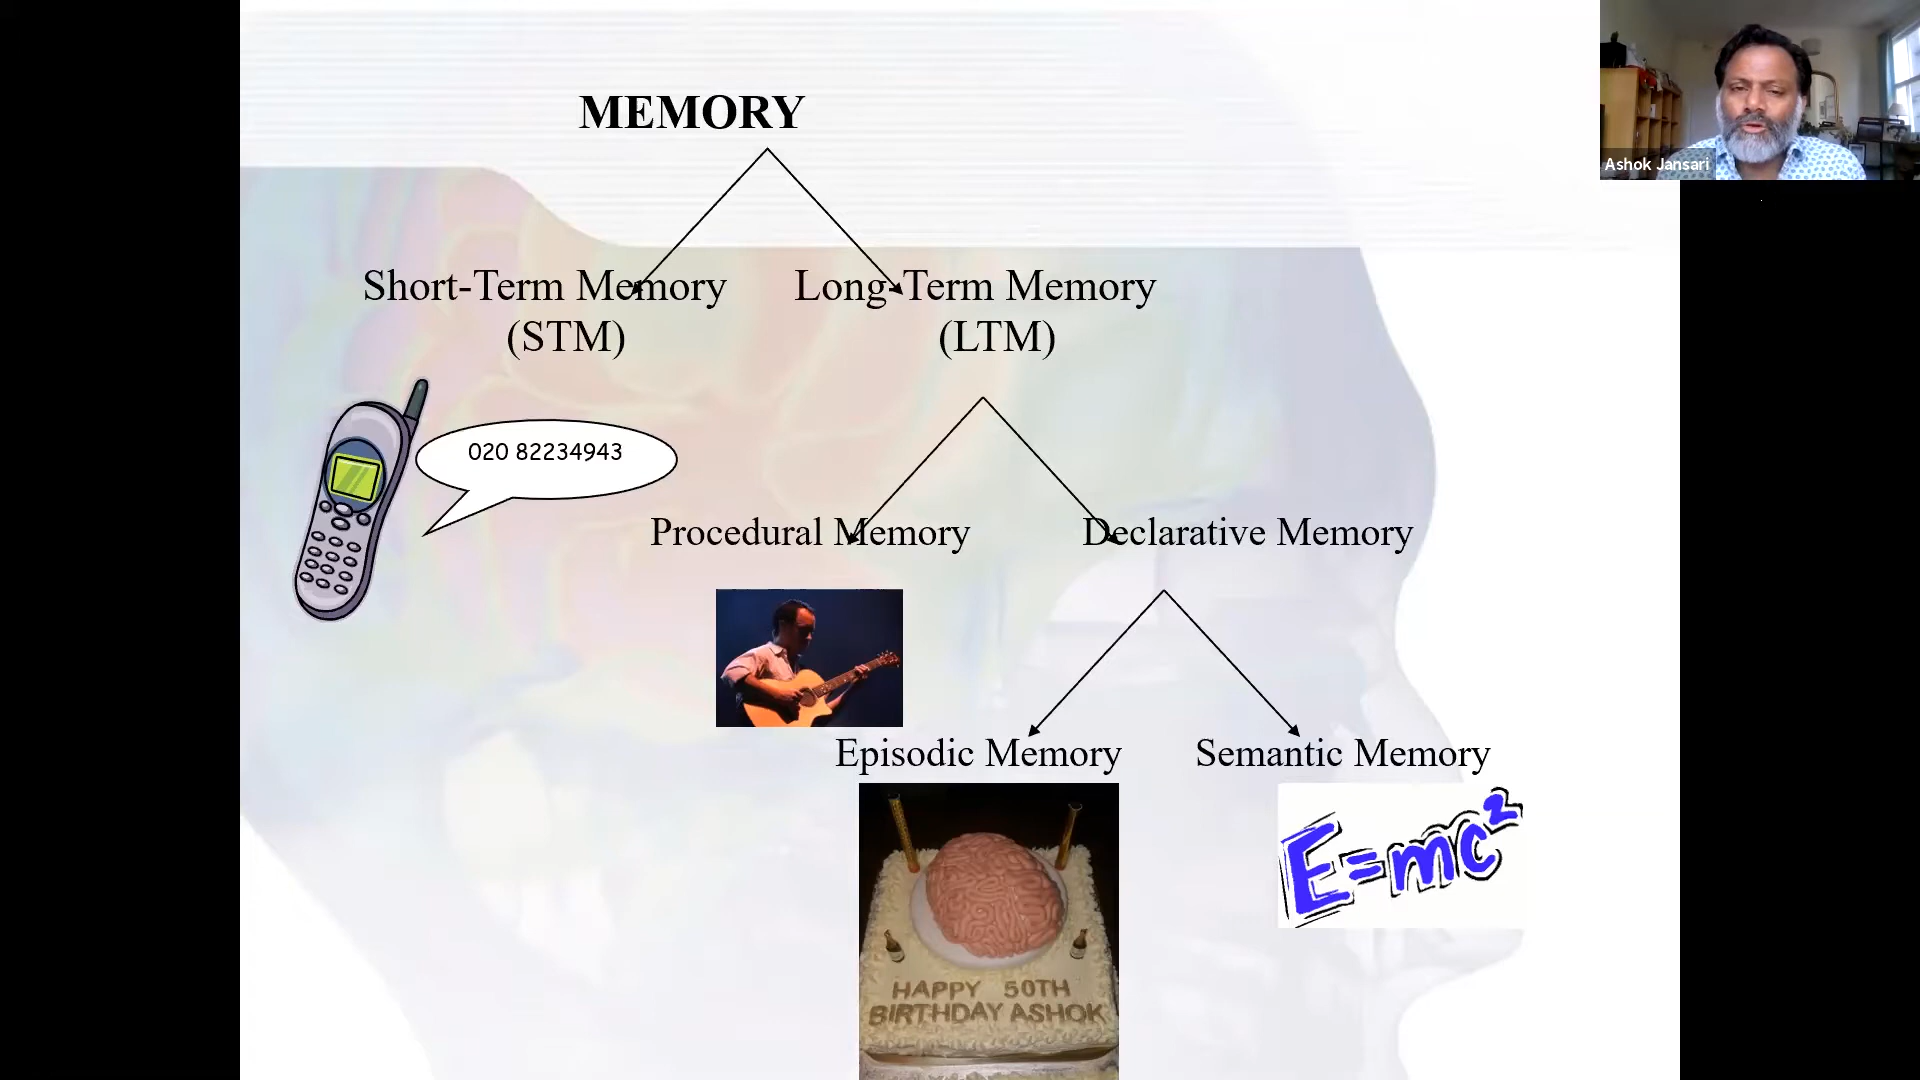 MEMORY
Ashok Jansari
Short-Term Memory
(STM)
Long-Term Memory
(LTM)
020 82234943
Procedural Memory
Declarative Memory
Episodic Memory
Semantic Memory
E=mc²
HAPPY 50TH
BIRTHDAY ASHOK